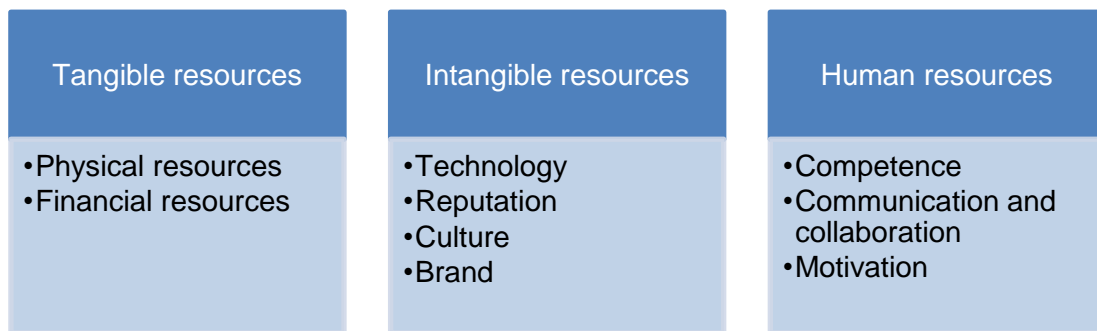 Tangible resources
•Physical resources
•Financial resources
Intangible resources
•Technology
•Reputation
•Culture
•Brand
Human resources
•Competence
•Communication and
collaboration
•Motivation